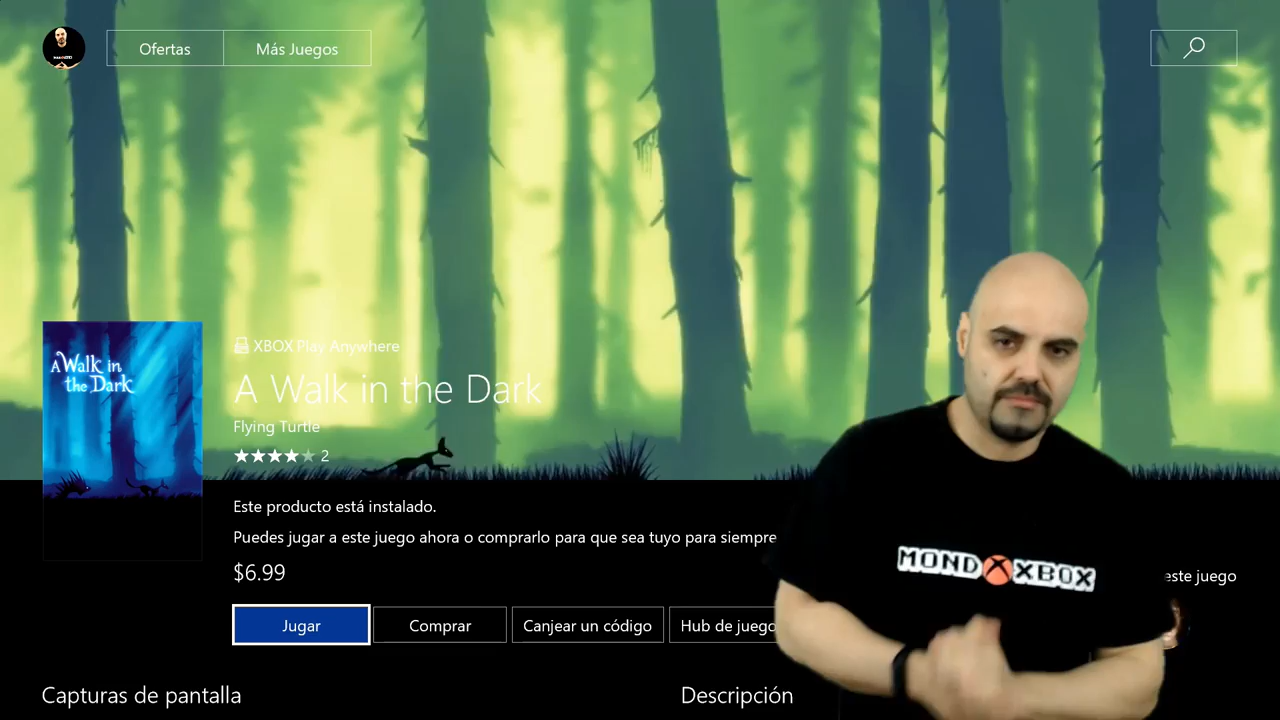 Ofertas
Más Juegos
A Walk in
the Dark
XBOX Play Anywhere
A Walk in the Dark
Flying Turtle
2
Este producto está instalado.
Puedes jugar a este juego ahora o comprarlo para que sea tuyo para siempre
$6.99
este juego
Jugar
Comprar
Canjear un código
Hub de juego
MONDOXBOX
Capturas de pantalla
Descripción